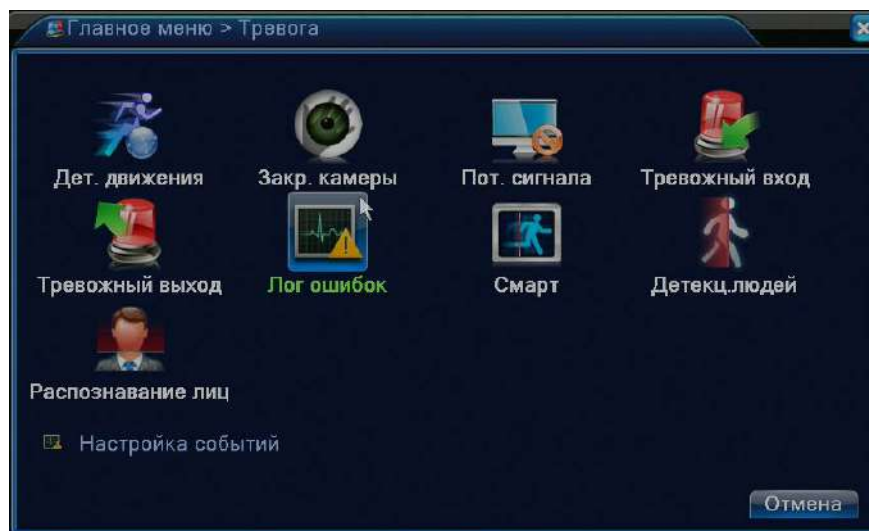 Главное меню > Тревога
Дет. движения
Закр. камеры
Пот. сигнала
Тревожный вход
Тревожный выход
Лог ошибок
Смарт
Детекц.людей
Распознавание лиц
Настройка событий
Отмена